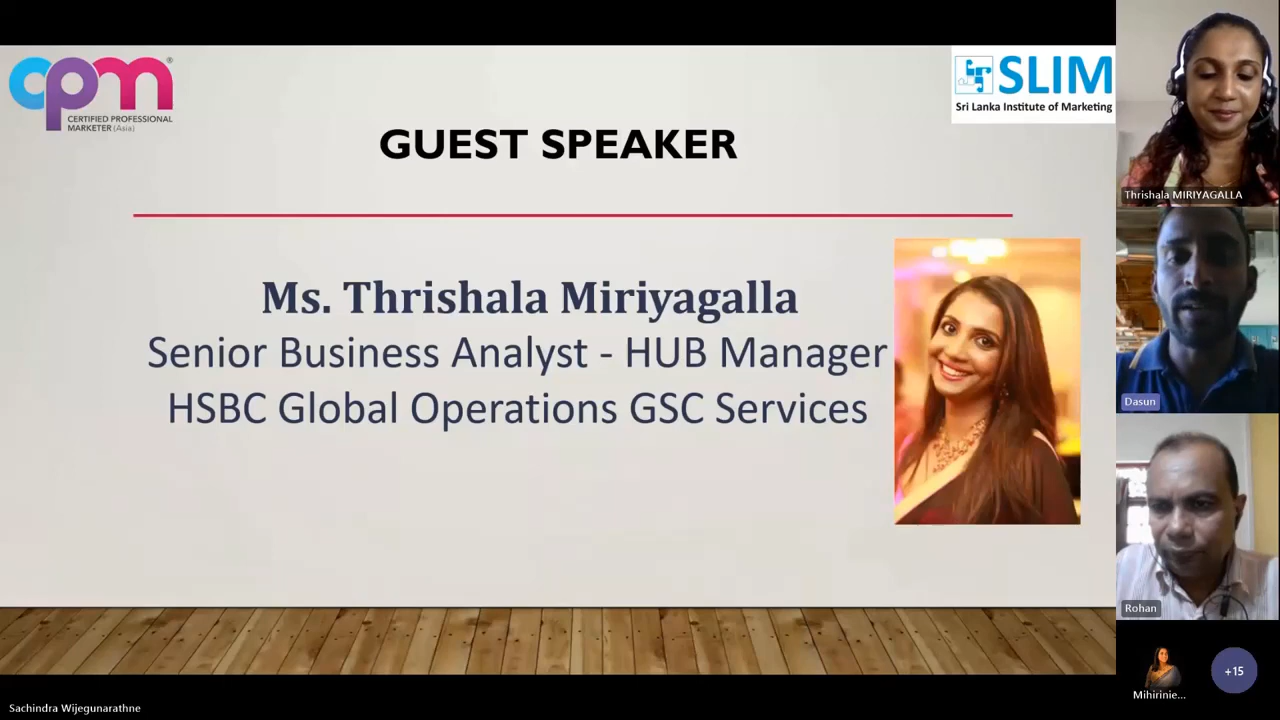 cpm®
CERTIFIED PROFESSIONAL
MARKETER (Asia)
SLIM
Sri Lanka Institute of Marketing
GUEST SPEAKER
Ms. Thrishala Miriyagalla
Senior Business Analyst - HUB Manager
HSBC Global Operations GSC Services
Thrishala MIRIYAGALLA
Dasun
Rohan
Mihirinie...
+15
Sachindra Wijegunarathne